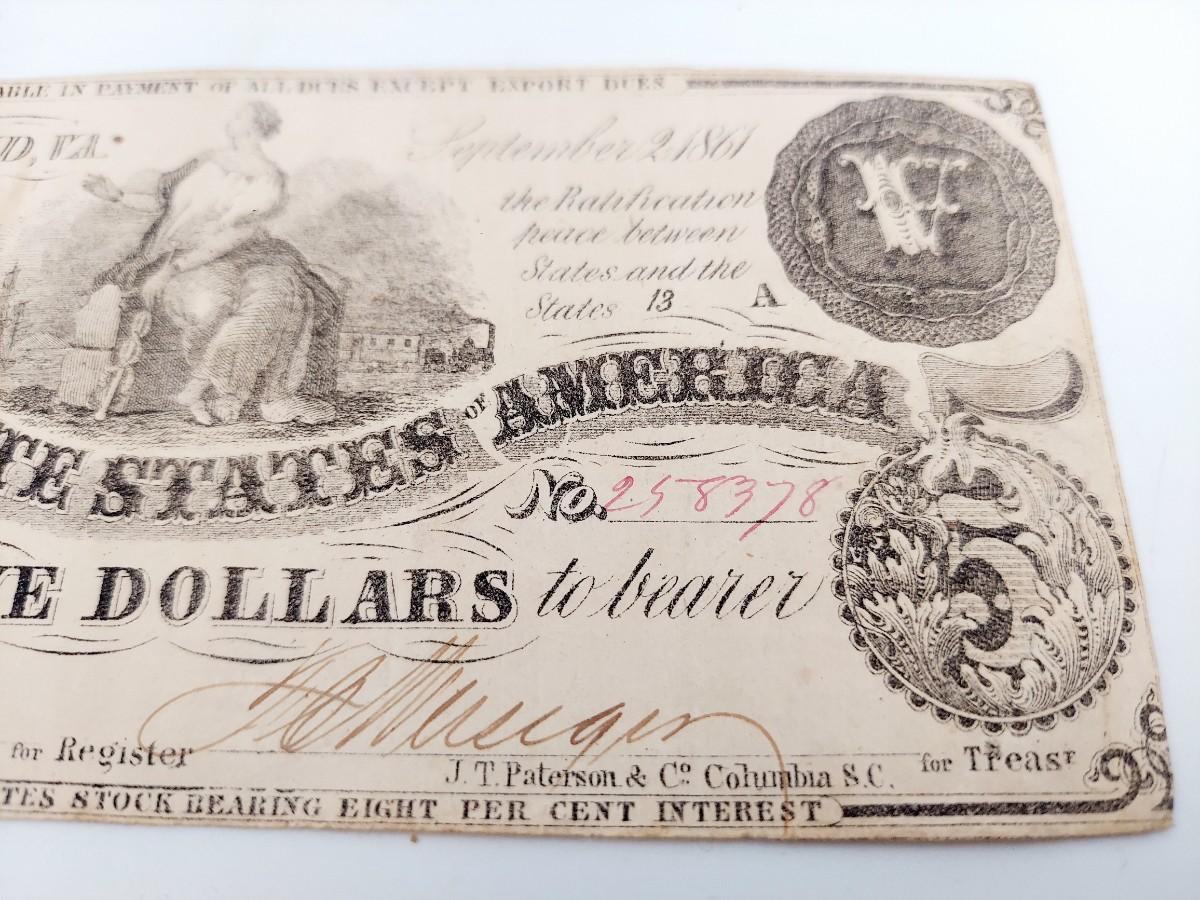 ABLE IN PAYMENT OF ALL DUES EXCEPT EXPORT DUES
D, VA. September 2, 1861
V
the Ratification
peace between
States and the
States 13 A
TE STATES OF AMERICA
No. 258378
5
E DOLLARS to bearer
for Register
for Treasr
J. T. Paterson & Co Columbia S.C.
TES STOCK BEARING EIGHT PER CENT INTEREST